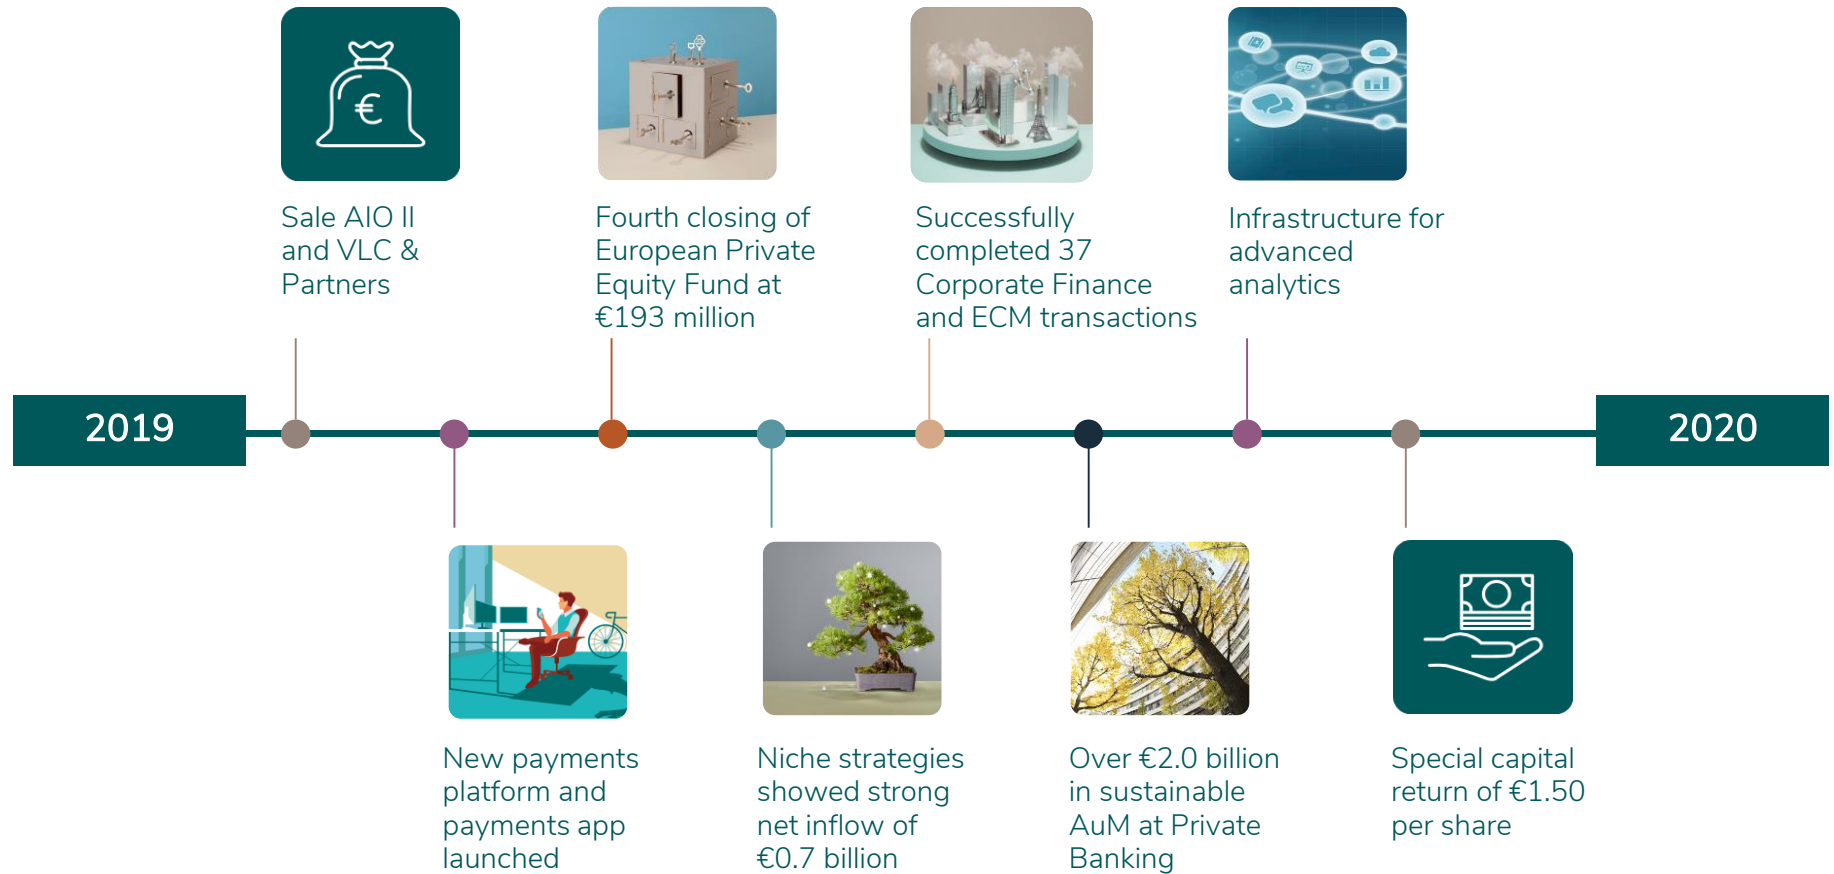 Sale AIO II
and VLC &
Partners
Fourth closing of
European Private
Equity Fund at
€193 million
Successfully
completed 37
Corporate Finance
and ECM transactions
Infrastructure for
advanced
analytics
2019
2020
New payments
platform and
payments app
launched
Niche strategies
showed strong
net inflow of
€0.7 billion
Over €2.0 billion
in sustainable
AuM at Private
Banking
Special capital
return of €1.50
per share